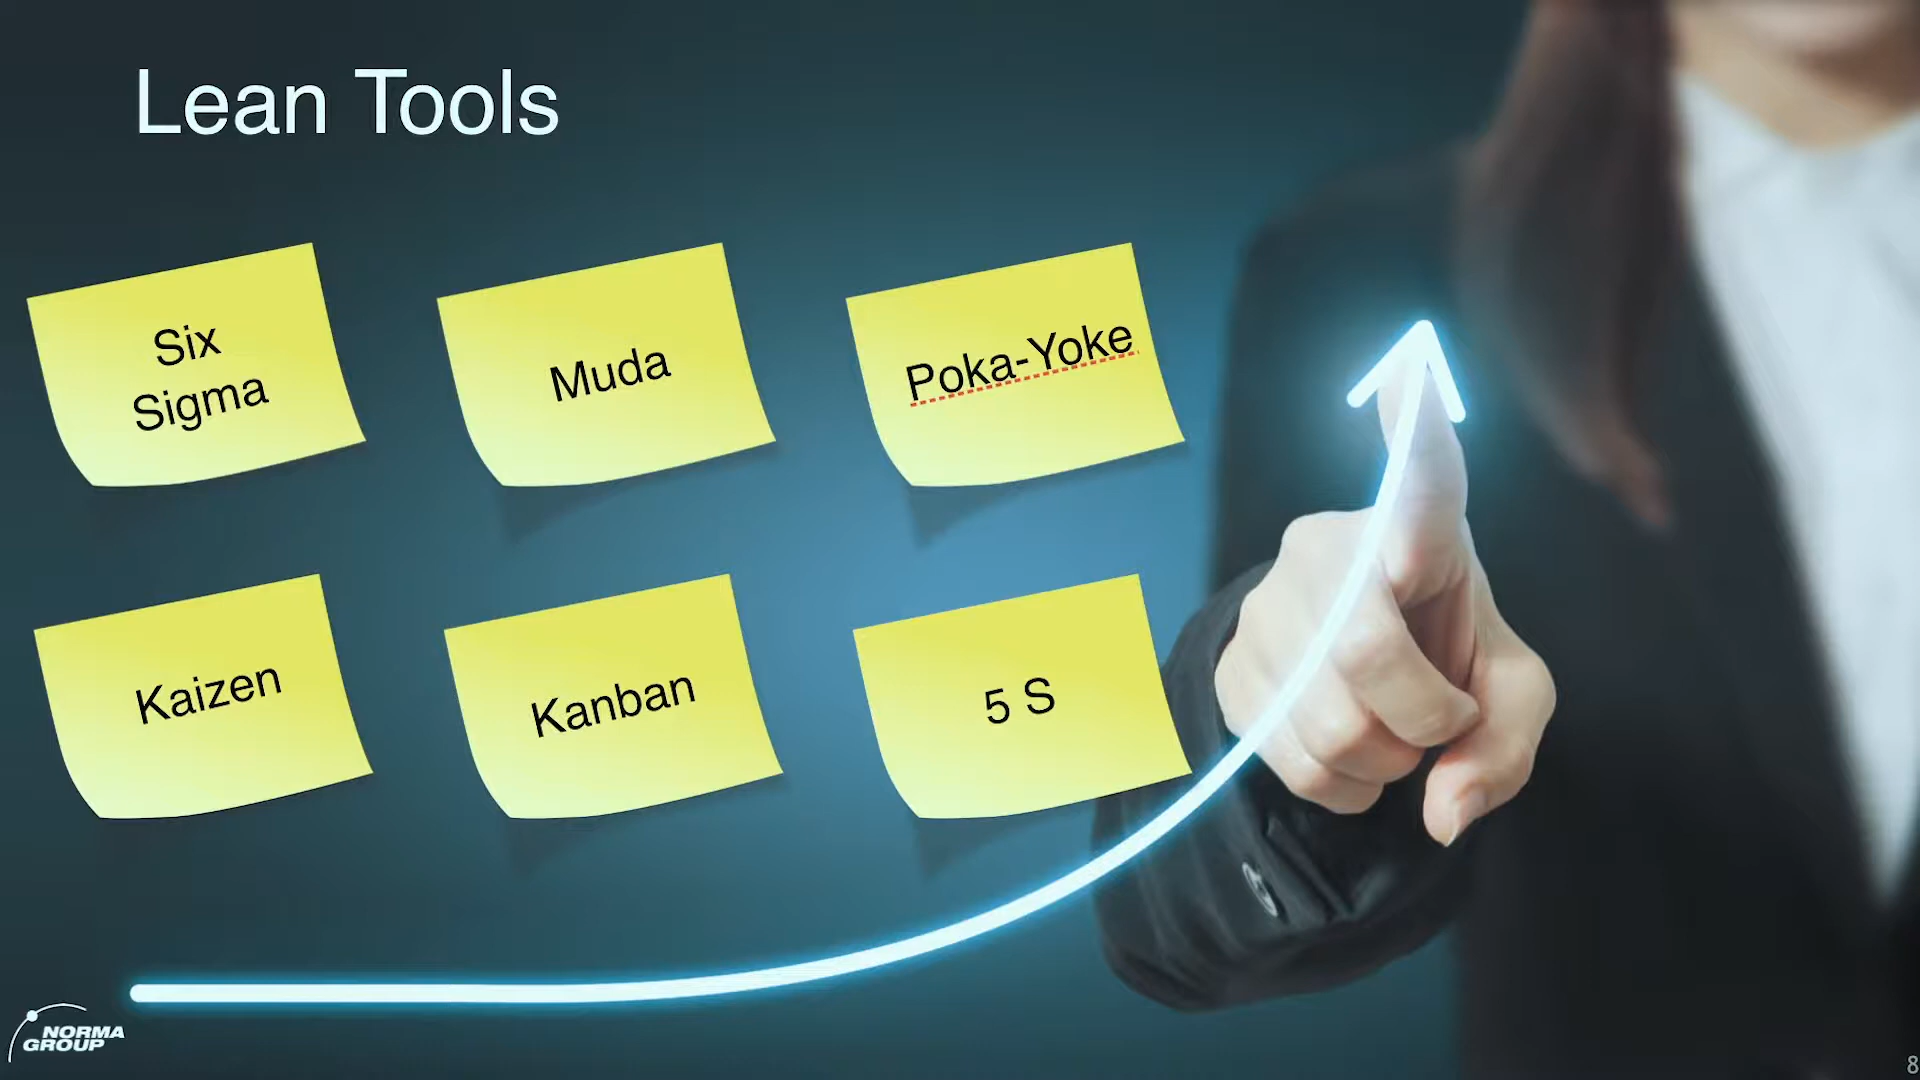 Lean Tools
Six
Sigma
Muda
Poka-Yoke
Kaizen
Kanban
5 S
NORMA
GROUP
8